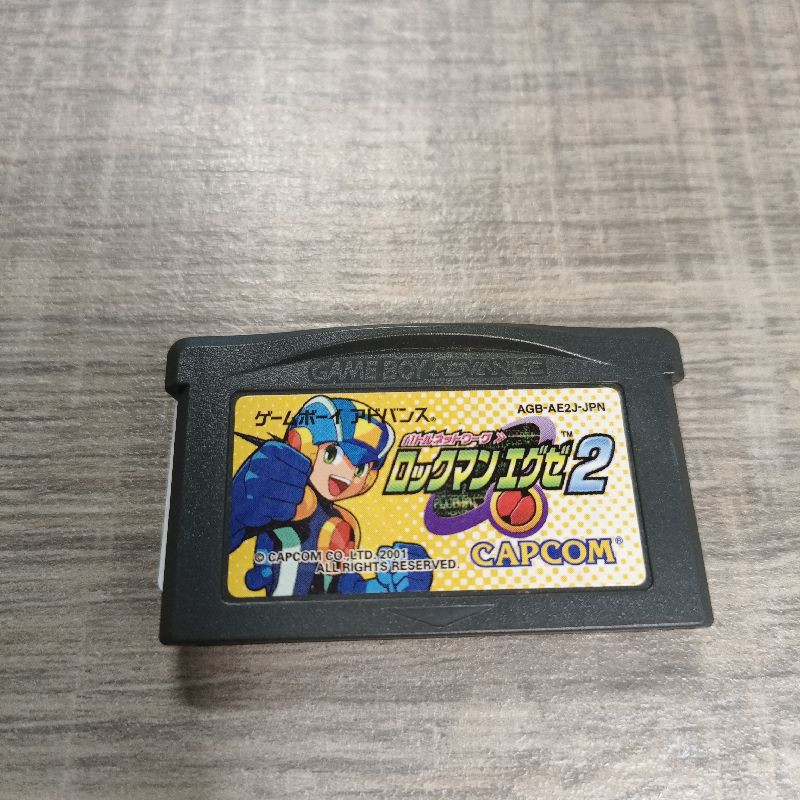 GAME BOY ADVANCE
ゲームボーイ アドバンス®
AGB-AE2J-JPN
バトルネットワーク
ロックマン エグゼ2™
© CAPCOM CO., LTD. 2001
ALL RIGHTS RESERVED.
CAPCOM®